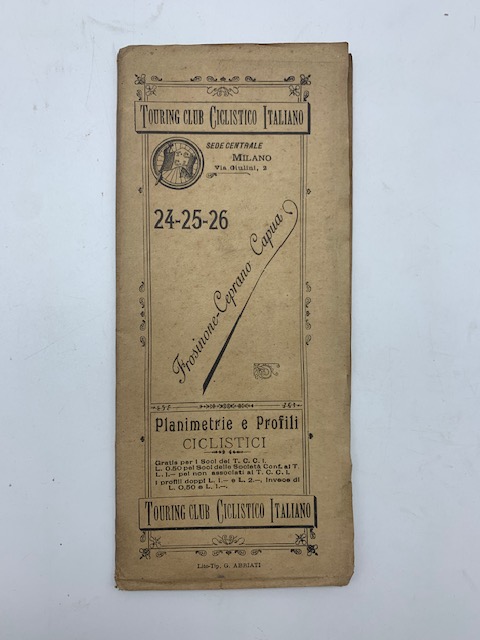 TOURING CLUB CICLISTICO ITALIANO
SEDE CENTRALE
MILANO
Via Giulini, 2
24-25-26
Frosinone-Ceprano Capua
Planimetrie e Profili
CICLISTICI
Gratis per i Soci del T. C. C. I.
L. 0,50 pei Soci delle Società Conf. al T.
L. 1.— pei non associati al T. C. C. I.
I profili doppi L. 1.— e L. 2.—, invece di
L. 0,50 e L. 1.—.
TOURING CLUB CICLISTICO ITALIANO
Lito-Tip. G. ABBIATI